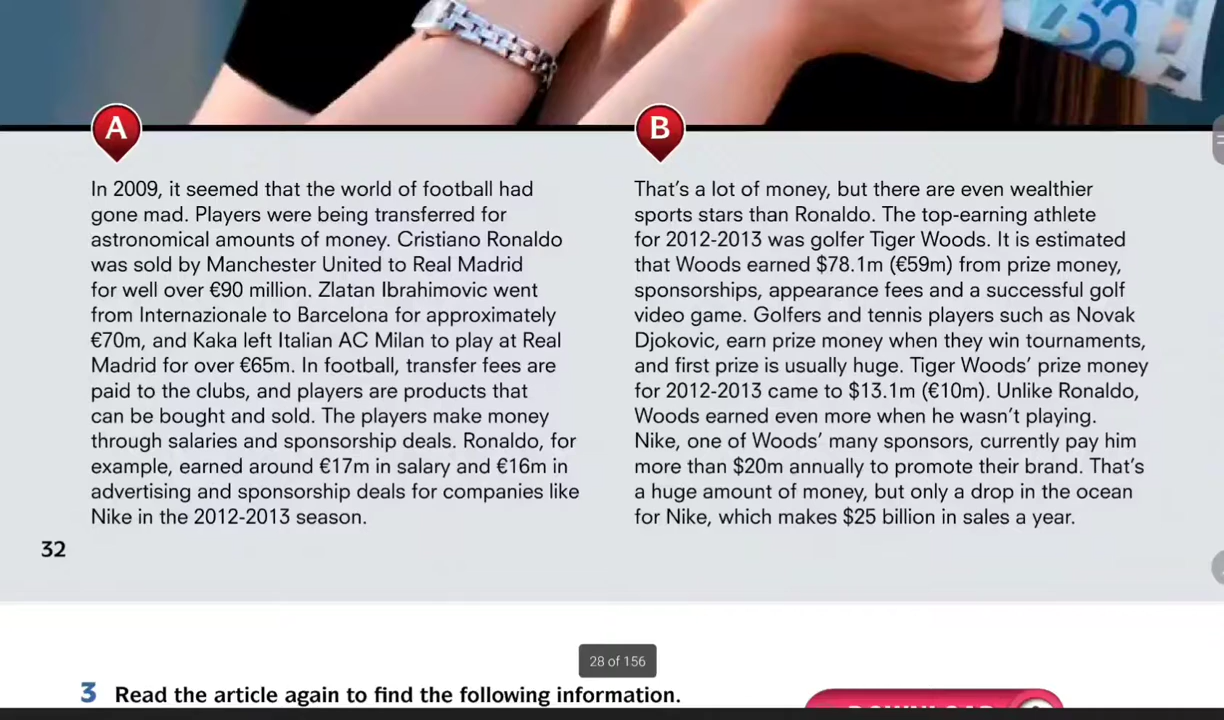 A
In 2009, it seemed that the world of football had
gone mad. Players were being transferred for
astronomical amounts of money. Cristiano Ronaldo
was sold by Manchester United to Real Madrid
for well over €90 million. Zlatan Ibrahimovic went
from Internazionale to Barcelona for approximately
€70m, and Kaka left Italian AC Milan to play at Real
Madrid for over €65m. In football, transfer fees are
paid to the clubs, and players are products that
can be bought and sold. The players make money
through salaries and sponsorship deals. Ronaldo, for
example, earned around €17m in salary and €16m in
advertising and sponsorship deals for companies like
Nike in the 2012-2013 season.
B
That's a lot of money, but there are even wealthier
sports stars than Ronaldo. The top-earning athlete
for 2012-2013 was golfer Tiger Woods. It is estimated
that Woods earned $78.1m (€59m) from prize money,
sponsorships, appearance fees and a successful golf
video game. Golfers and tennis players such as Novak
Djokovic, earn prize money when they win tournaments,
and first prize is usually huge. Tiger Woods' prize money
for 2012-2013 came to $13.1m (€10m). Unlike Ronaldo,
Woods earned even more when he wasn't playing.
Nike, one of Woods' many sponsors, currently pay him
more than $20m annually to promote their brand. That's
a huge amount of money, but only a drop in the ocean
for Nike, which makes $25 billion in sales a year.
32
28 of 156
3 Read the article again to find the following information.